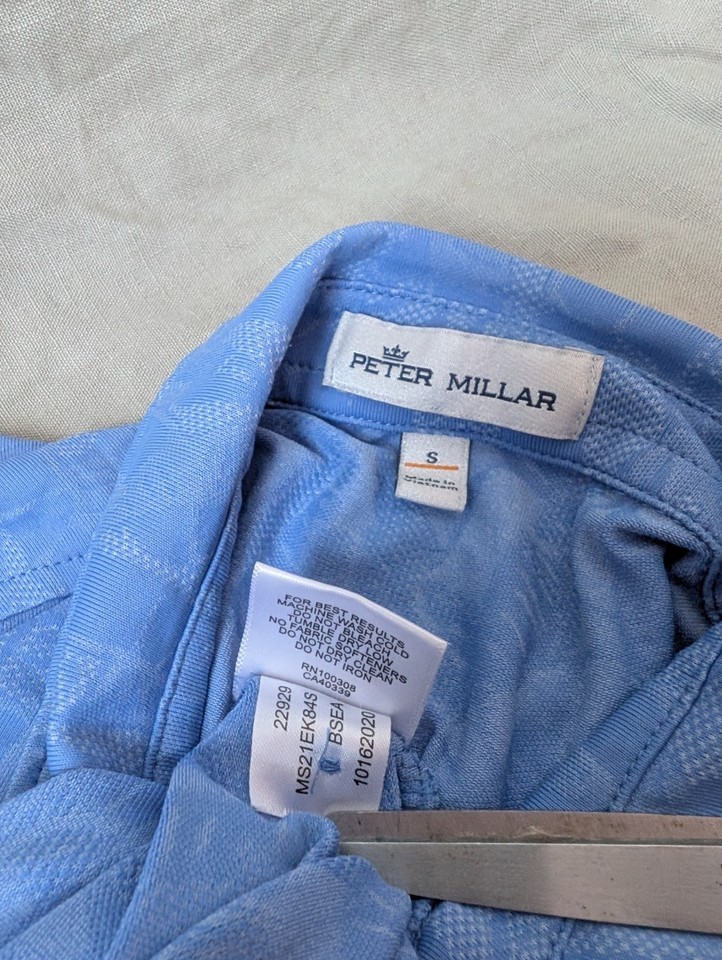 PETER MILLAR
S
Made in
Vietnam
FOR BEST RESULTS
MACHINE WASH COLD
DO NOT BLEACH
TUMBLE DRY LOW
NO FABRIC SOFTENERS
DO NOT DRY CLEAN
DO NOT IRON
RN100308
CA40339
22929
MS21EK84S
BSEA
10162020